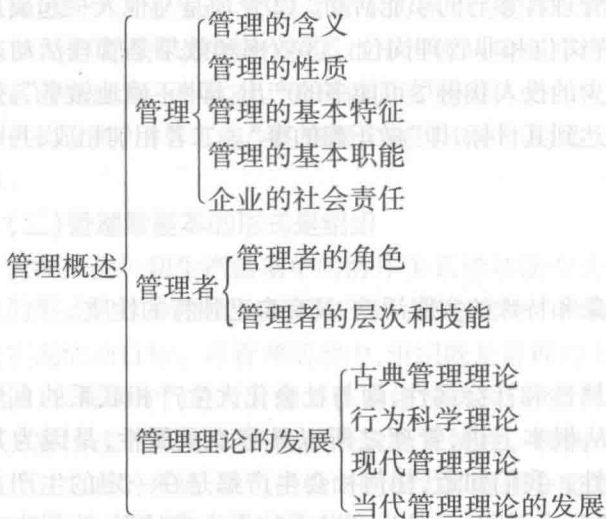 管理的含义
管理的性质
管理 管理的基本特征
管理的基本职能
企业的社会责任
管理概述
管理者的角色
管理者
管理者的层次和技能
古典管理理论
行为科学理论
管理理论的发展
现代管理理论
当代管理理论的发展